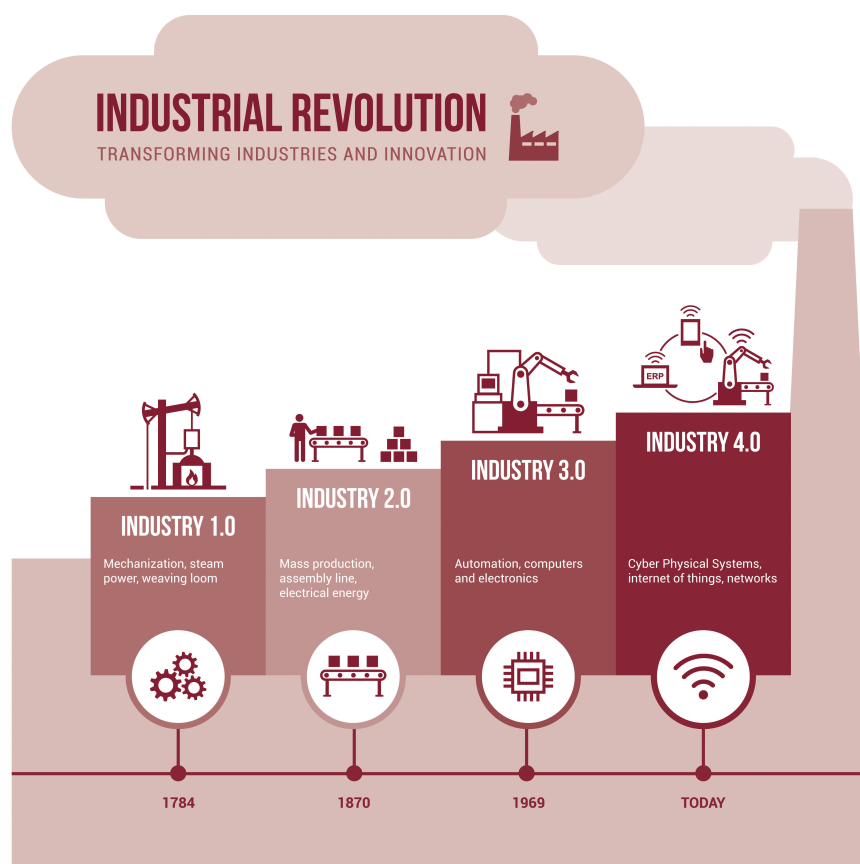 INDUSTRIAL REVOLUTION
TRANSFORMING INDUSTRIES AND INNOVATION
ERP
INDUSTRY 1.0
Mechanization, steam
power, weaving loom
INDUSTRY 2.0
Mass production,
assembly line,
electrical energy
INDUSTRY 3.0
Automation, computers
and electronics
INDUSTRY 4.0
Cyber Physical Systems,
internet of things, networks
1784
1870
1969
TODAY